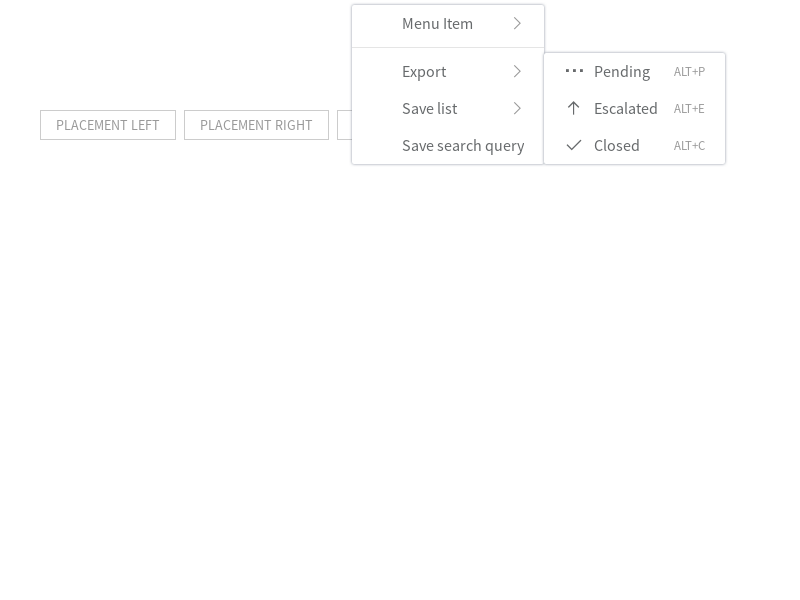 Menu Item
Export
Save list
Save search query
Pending ALT+P
Escalated ALT+E
Closed ALT+C
PLACEMENT LEFT
PLACEMENT RIGHT